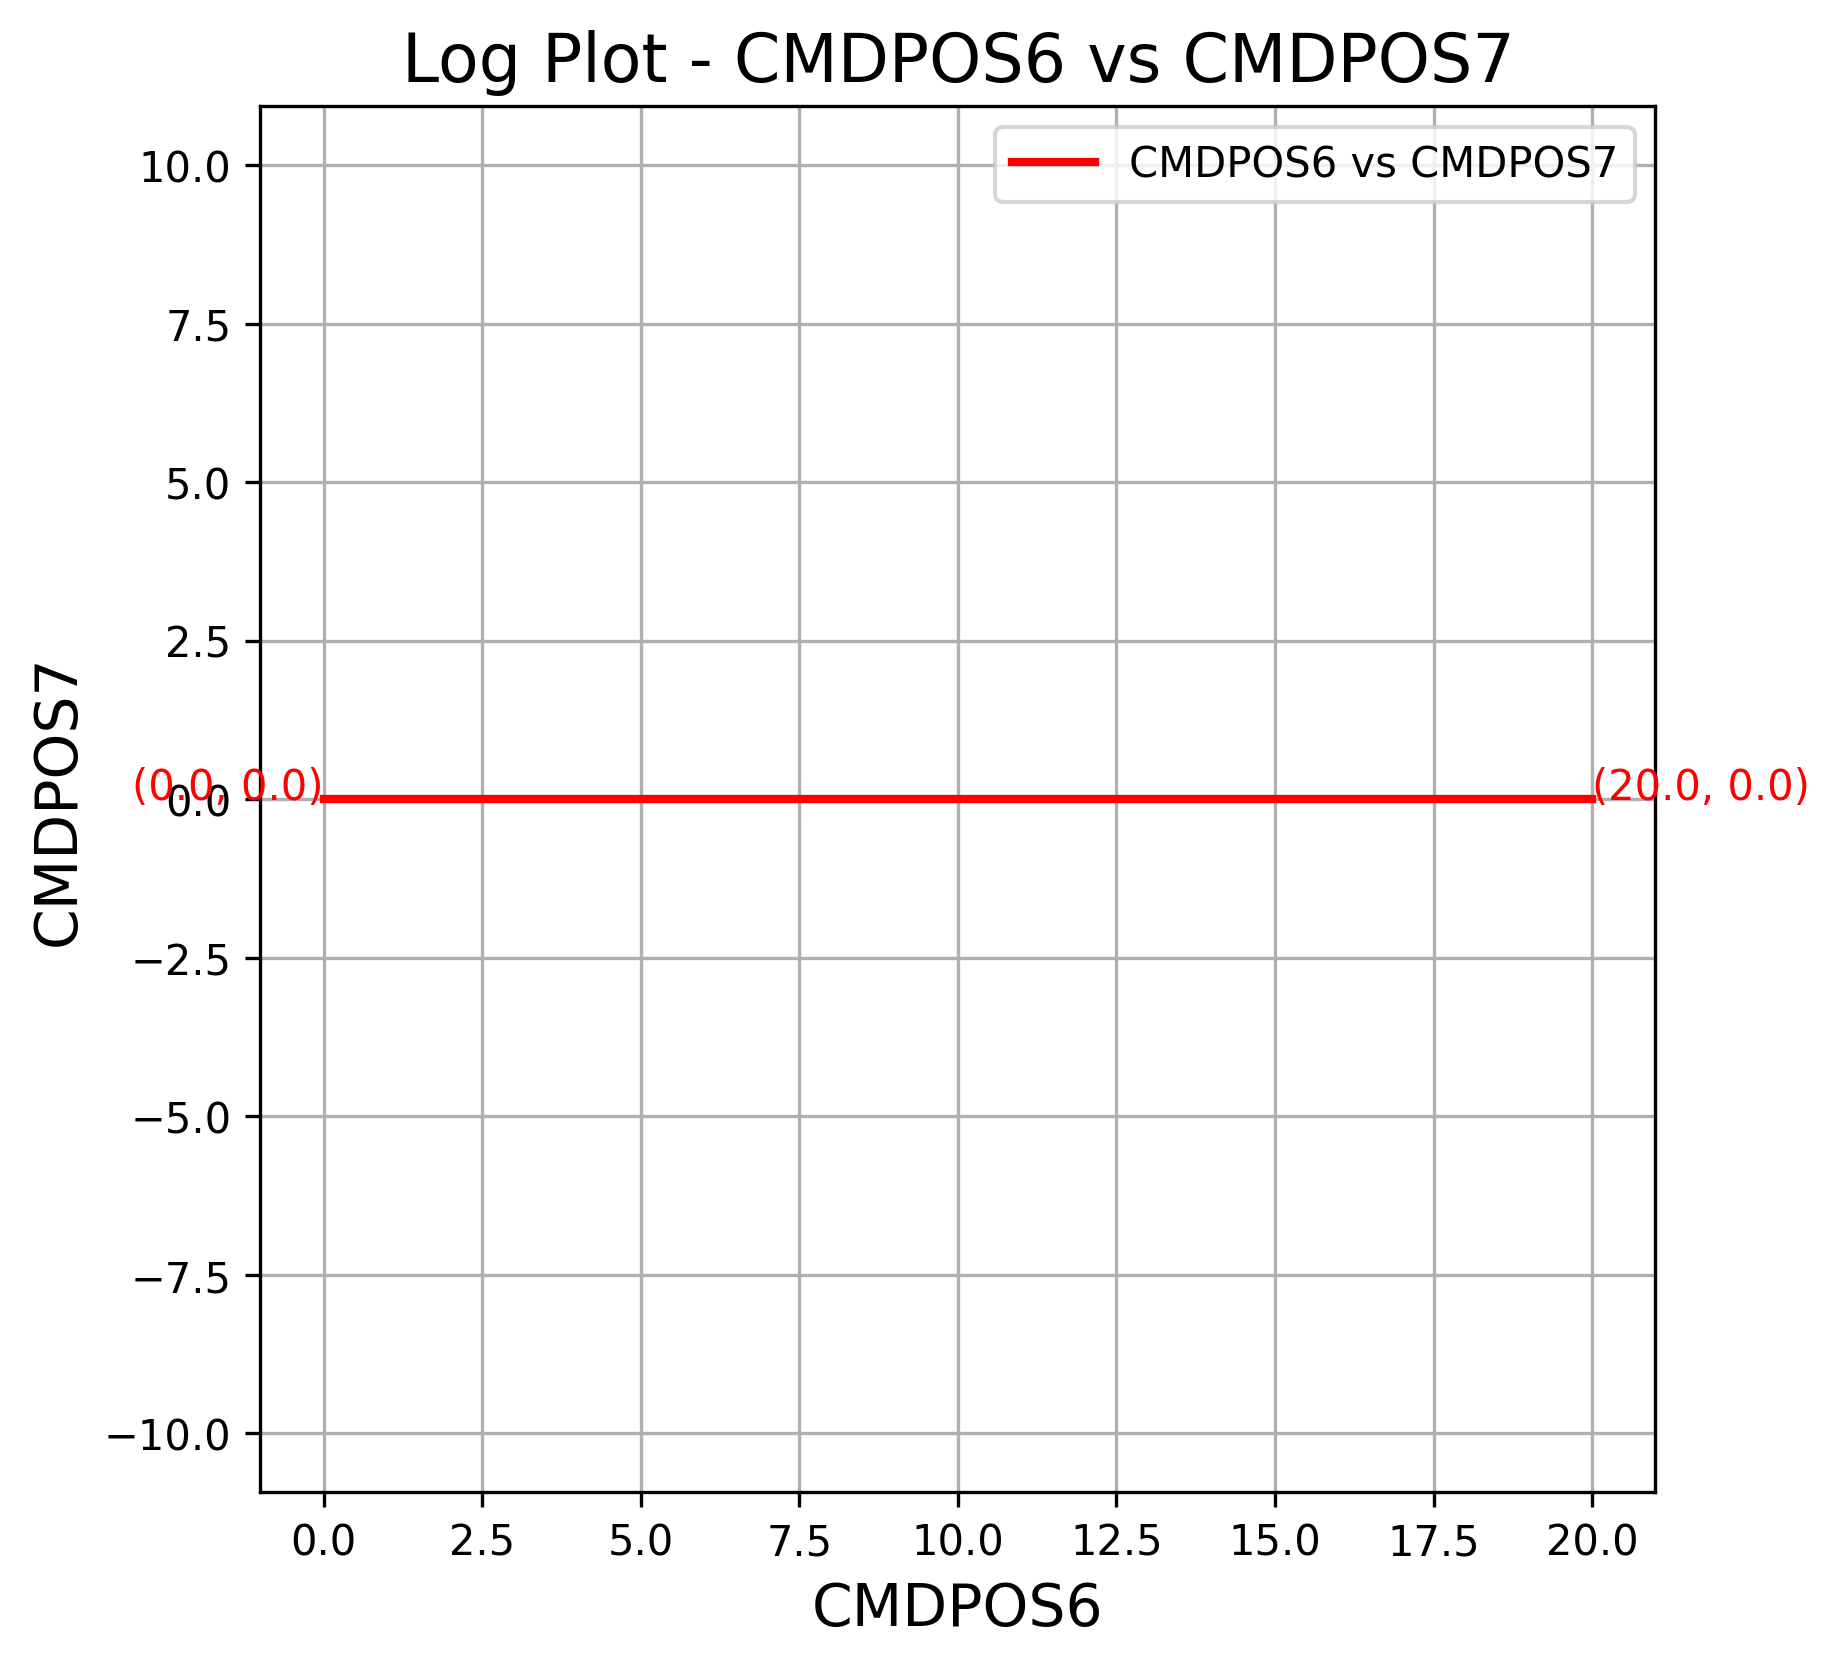 Log Plot - CMDPOS6 vs CMDPOS7
CMDPOS6 vs CMDPOS7
10.0
7.5
5.0
2.5
(0.0, 0.0)
0.0
(20.0, 0.0)
−2.5
−5.0
−7.5
−10.0
CMDPOS7
0.0 2.5 5.0 7.5 10.0 12.5 15.0 17.5 20.0
CMDPOS6